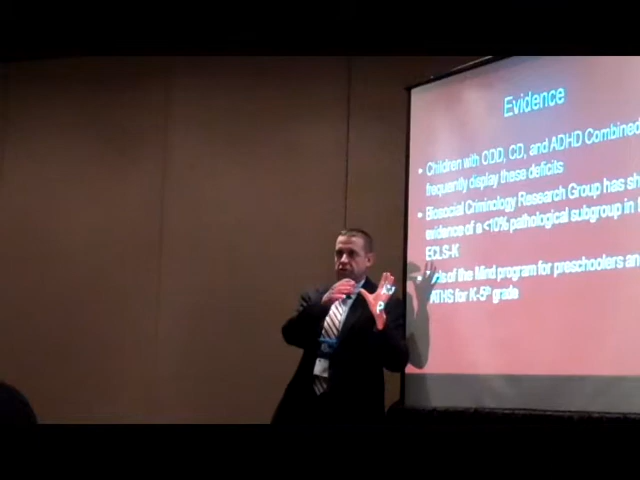 Evidence
• Children with ODD, CD, and ADHD Combined
frequently display these deficits
• Biosocial Criminology Research Group has sh
evidence of a <10% pathological subgroup in
ECLS-K
of the Mind program for preschoolers an
ATHS for K-5th grade